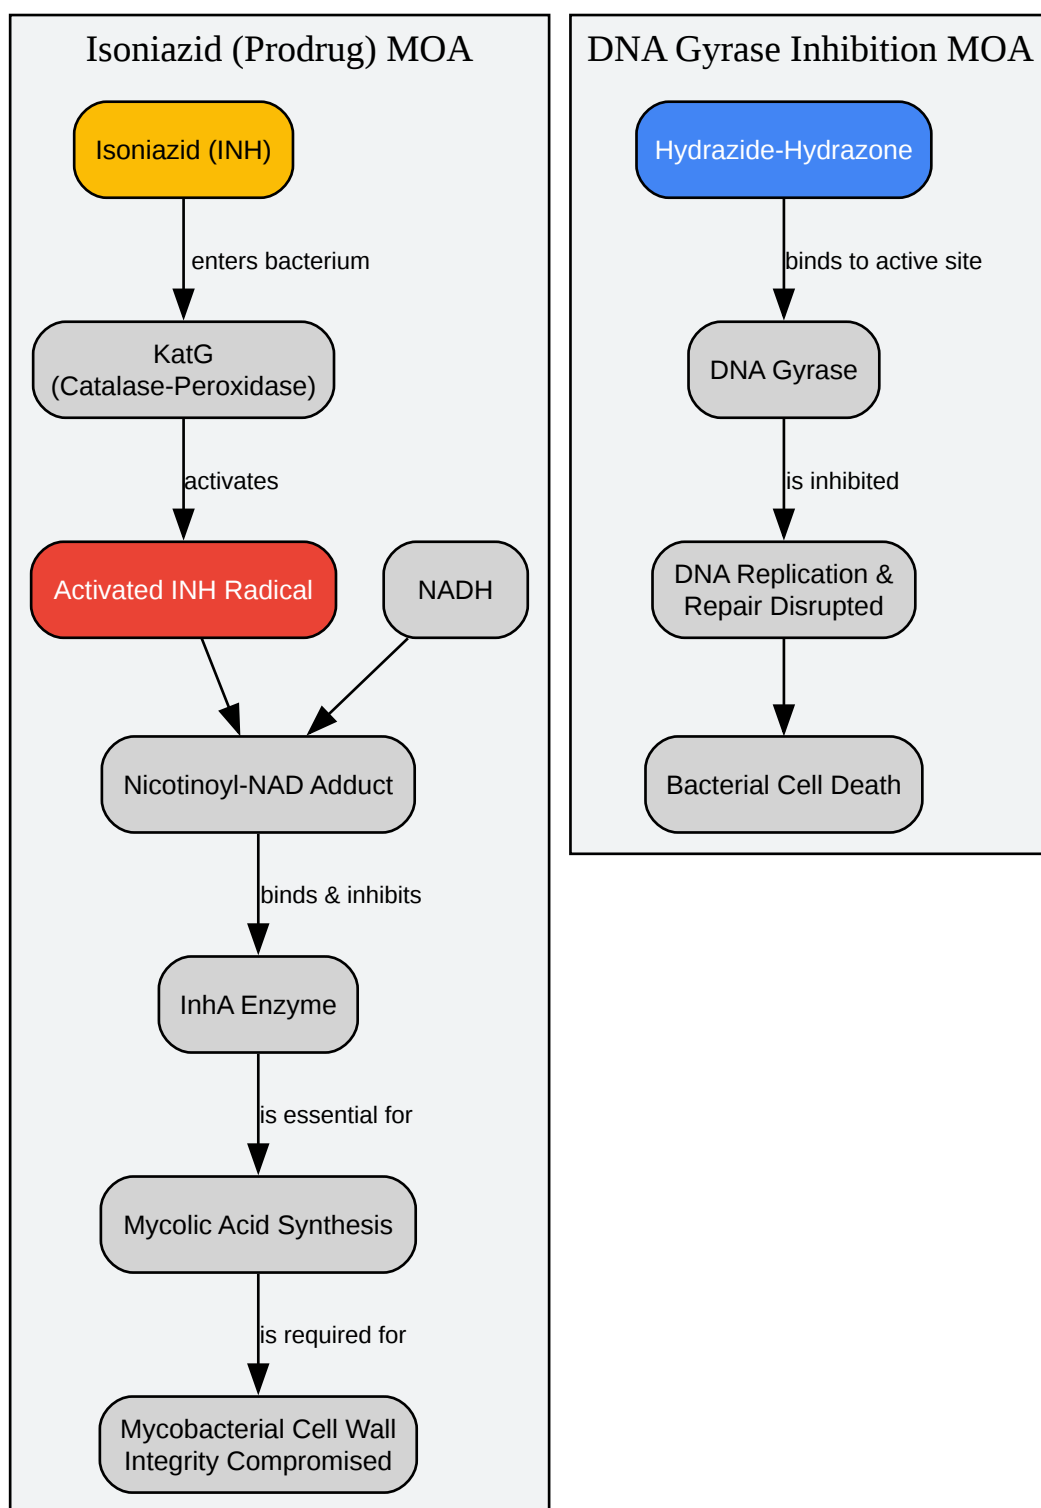 Isoniazid (Prodrug) MOA
Isoniazid (INH)
enters bacterium
KatG
(Catalase-Peroxidase)
activates
Activated INH Radical
NADH
Nicotinoyl-NAD Adduct
binds & inhibits
InhA Enzyme
is essential for
Mycolic Acid Synthesis
is required for
Mycobacterial Cell Wall
Integrity Compromised
DNA Gyrase Inhibition MOA
Hydrazide-Hydrazone
binds to active site
DNA Gyrase
is inhibited
DNA Replication &
Repair Disrupted
Bacterial Cell Death